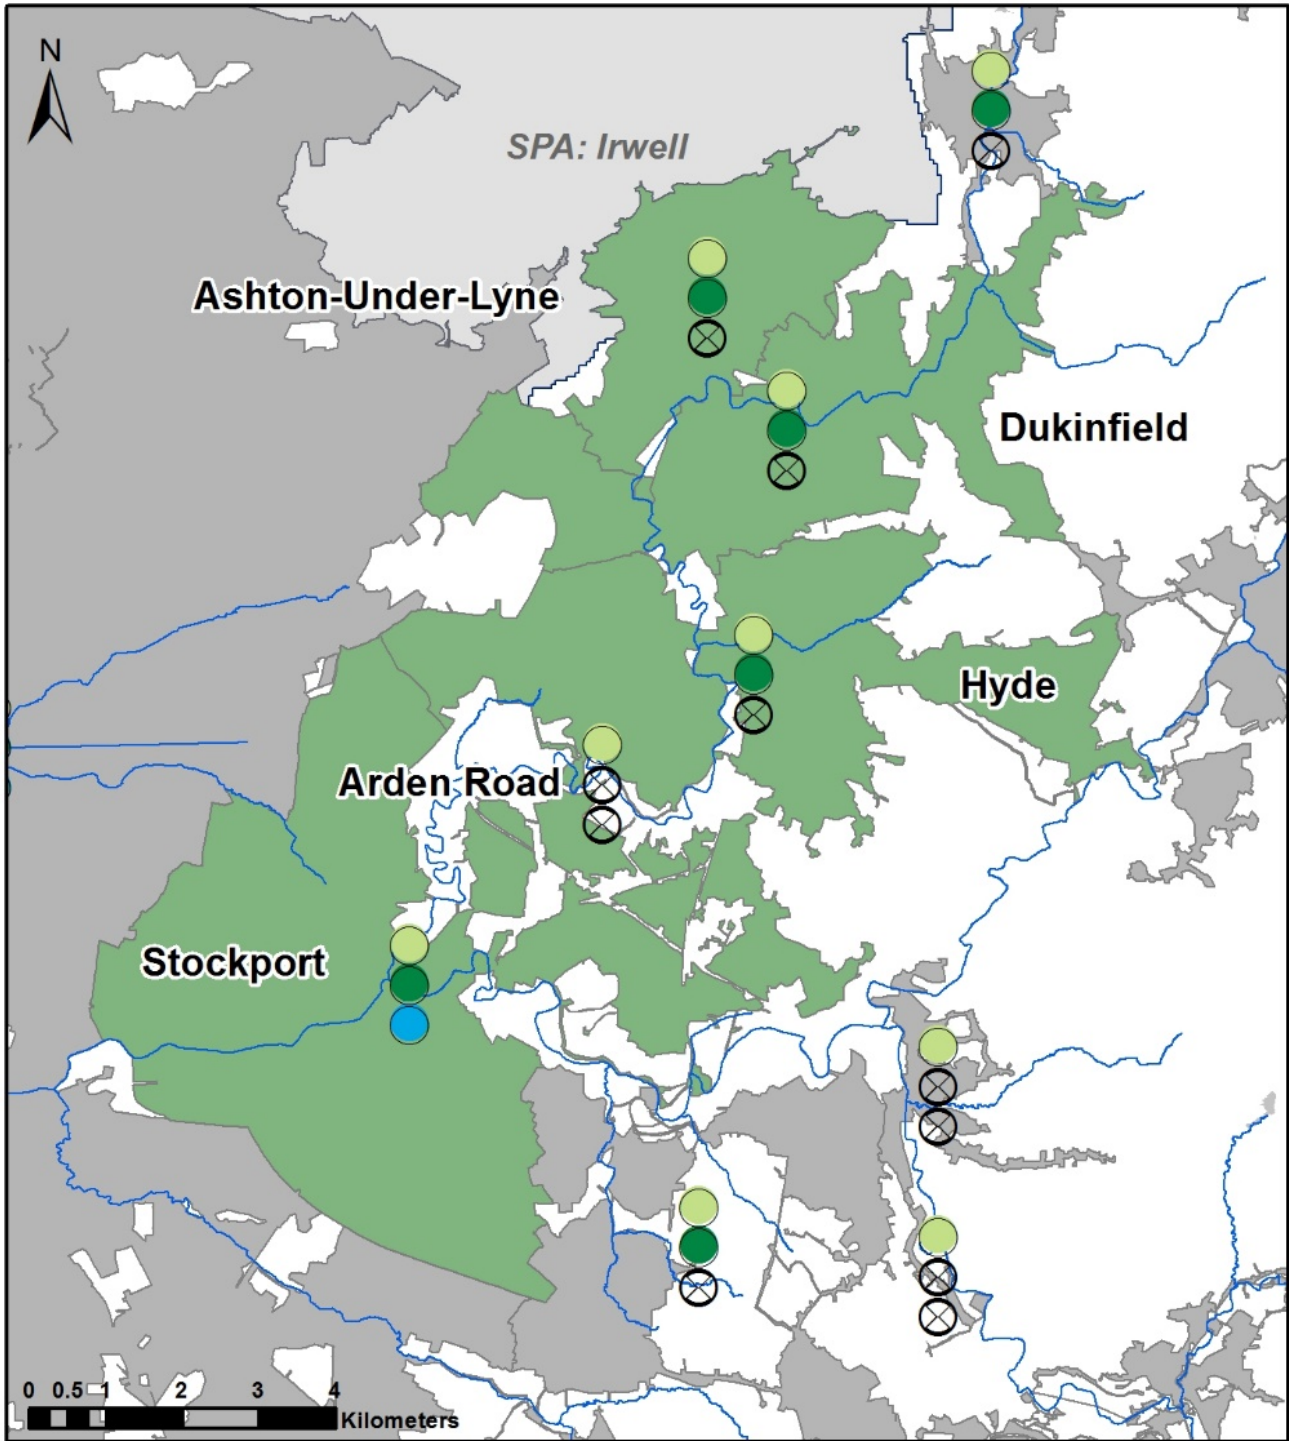 N
SPA: Irwell
Ashton-Under-Lyne
Dukinfield
Hyde
Arden Road
Stockport
0 0.5 1 2 3 4
Kilometers